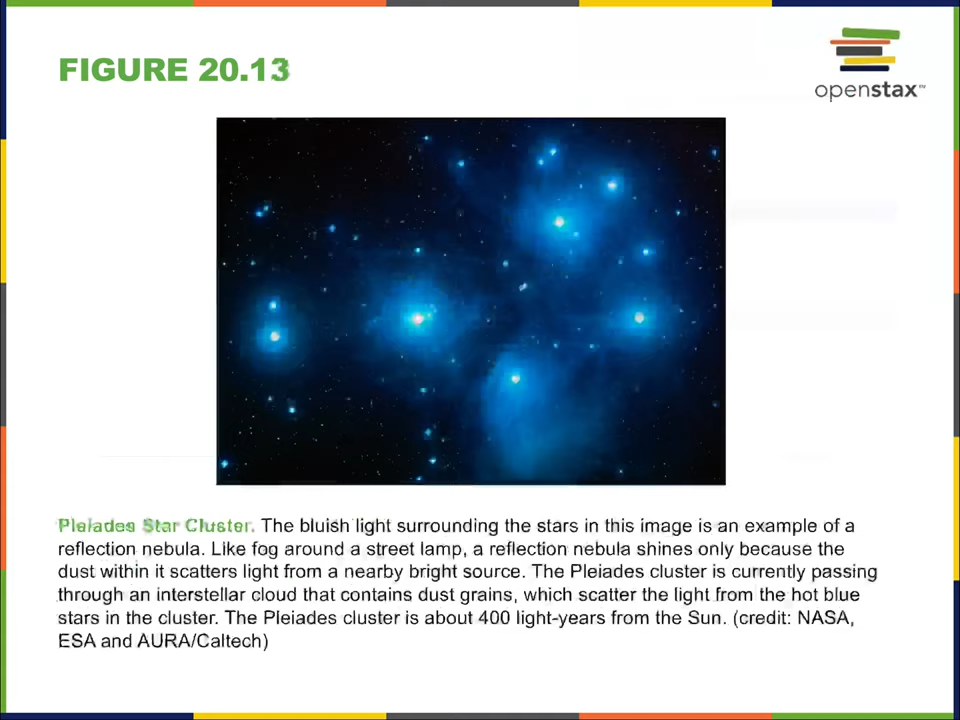 FIGURE 20.13
openstax™
Pleiades Star Cluster. The bluish light surrounding the stars in this image is an example of a
reflection nebula. Like fog around a street lamp, a reflection nebula shines only because the
dust within it scatters light from a nearby bright source. The Pleiades cluster is currently passing
through an interstellar cloud that contains dust grains, which scatter the light from the hot blue
stars in the cluster. The Pleiades cluster is about 400 light-years from the Sun. (credit: NASA,
ESA and AURA/Caltech)